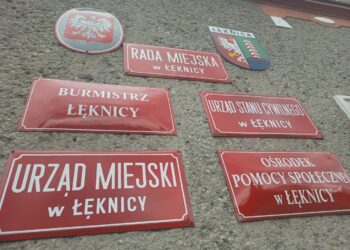 ŁĘKNICA
RADA MIEJSKA
w ŁĘKNICY
BURMISTRZ
ŁĘKNICY
URZĄD STANU CYWILNEGO
w ŁĘKNICY
URZĄD MIEJSKI
w ŁĘKNICY
OŚRODEK
POMOCY SPOŁECZNEJ
w ŁĘKNICY